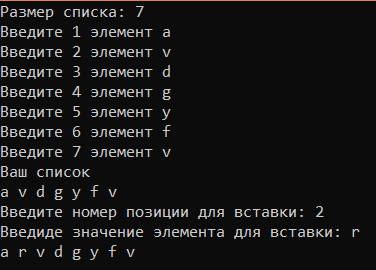 Размер списка: 7
Введите 1 элемент a
Введите 2 элемент v
Введите 3 элемент d
Введите 4 элемент g
Введите 5 элемент y
Введите 6 элемент f
Введите 7 элемент v
Ваш список
a v d g y f v
Введите номер позиции для вставки: 2
Введиде значение элемента для вставки: r
a r v d g y f v